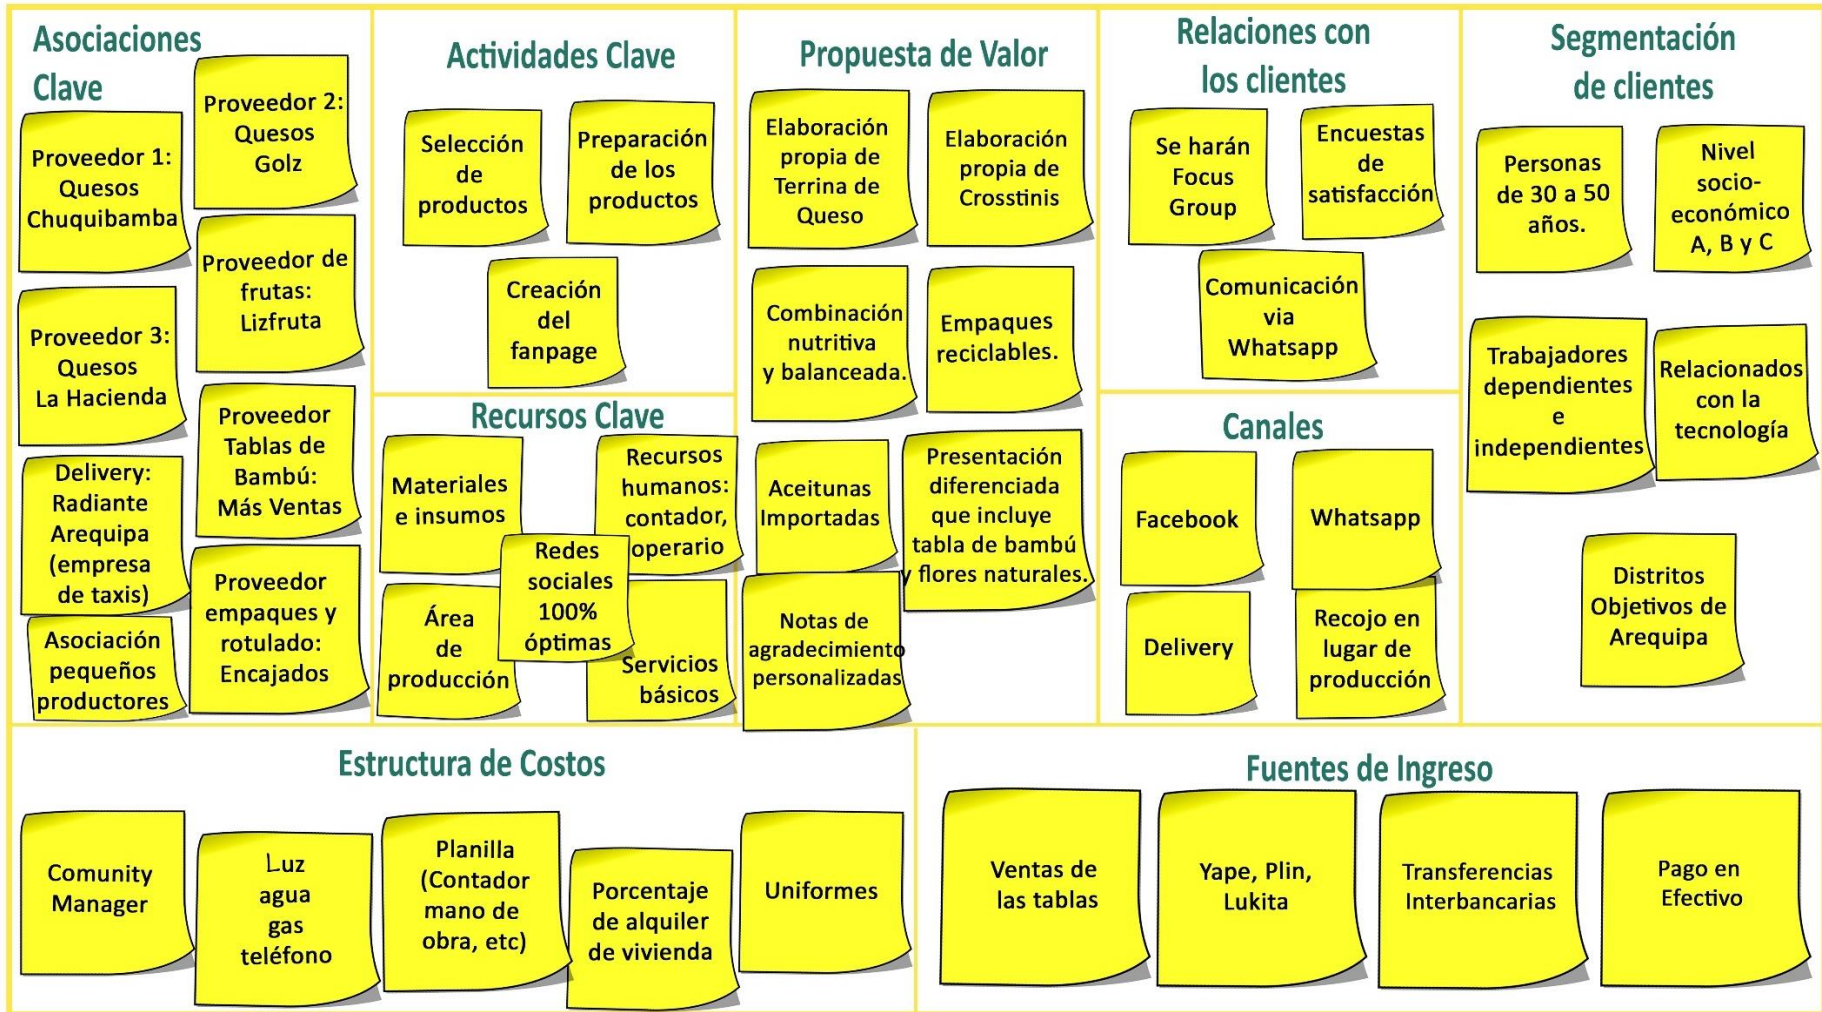 Asociaciones
Clave
Proveedor 1:
Quesos
Chuquibamba
Proveedor 2:
Quesos
Golz
Proveedor de
frutas:
Lizfruta
Proveedor 3:
Quesos
La Hacienda
Proveedor
Tablas de
Bambú:
Más Ventas
Delivery:
Radiante
Arequipa
(empresa
de taxis)
Proveedor
empaques y
rotulado:
Encajados
Asociación
pequeños
productores
Actividades Clave
Selección
de
productos
Preparación
de los
productos
Creación
del
fanpage
Recursos Clave
Materiales
e insumos
Recursos
humanos:
contador,
operario
Redes
sociales
100%
óptimas
Área
de
producción
Servicios
básicos
Propuesta de Valor
Elaboración
propia de
Terrina de
Queso
Elaboración
propia de
Crosstinis
Combinación
nutritiva
y balanceada.
Empaques
reciclables.
Aceitunas
Importadas
Presentación
diferenciada
que incluye
tabla de bambú
y flores naturales.
Notas de
agradecimiento
personalizadas
Relaciones con
los clientes
Se harán
Focus
Group
Encuestas
de
satisfacción
Comunicación
via
Whatsapp
Canales
Facebook
Whatsapp
Delivery
Recojo en
lugar de
producción
Segmentación
de clientes
Personas
de 30 a 50
años.
Nivel
socio-
económico
A, B y C
Trabajadores
dependientes
e
independientes
Relacionados
con la
tecnología
Distritos
Objetivos de
Arequipa
Estructura de Costos
Comunity
Manager
Luz
agua
gas
teléfono
Planilla
(Contador
mano de
obra, etc)
Porcentaje
de alquiler
de vivienda
Uniformes
Fuentes de Ingreso
Ventas de
las tablas
Yape, Plin,
Lukita
Transferencias
Interbancarias
Pago en
Efectivo